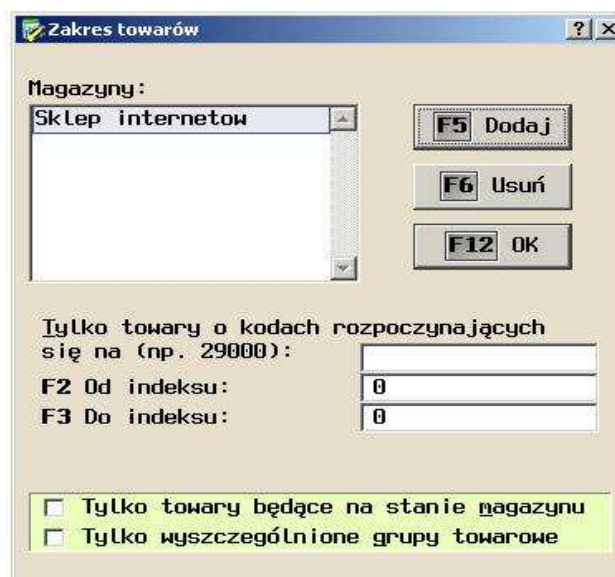 Zakres towarów
Magazyny:
Sklep internetow
F5 Dodaj
F6 Usuń
F12 OK
Tylko towary o kodach rozpoczynających
się na (np. 29000):
F2 Od indeksu: 0
F3 Do indeksu: 0
Tylko towary będące na stanie magazynu
Tylko wyszczególnione grupy towarowe